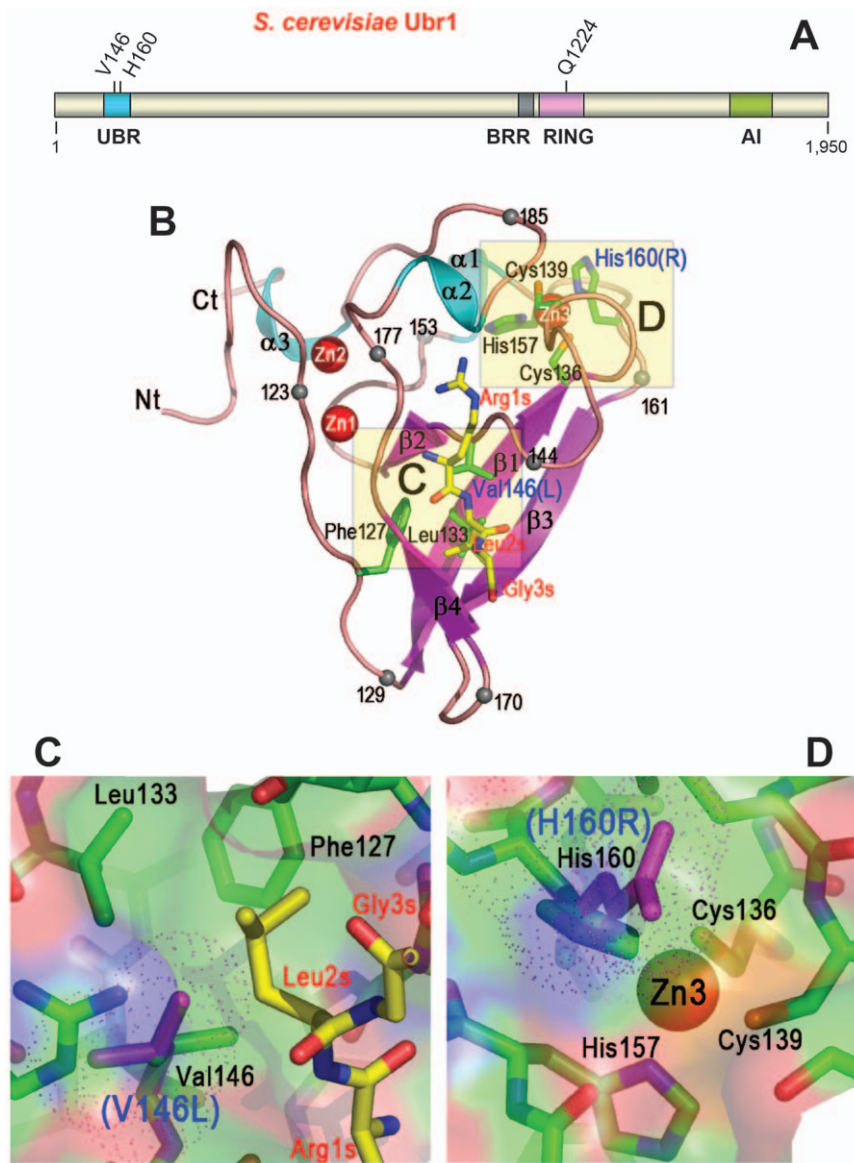 S. cerevisiae Ubr1
A
V146
H160
Q1224
UBR
BRR
RING
AI
1
1,950
B
185
α1
α2
Cys139
His160(R)
Zn3
D
Ct
α3
Zn2
177
153
His157
Cys136
Nt
123
Arg1s
161
Zn1
β2
β1
144
C
Val146(L)
Phe127
Leu133
Leu2s
β3
Gly3s
β4
129
170
C
D
Leu133
Phe127
Gly3s
Leu2s
Val146
(V146L)
Arg1s
(H160R)
His160
Cys136
Zn3
Cys139
His157